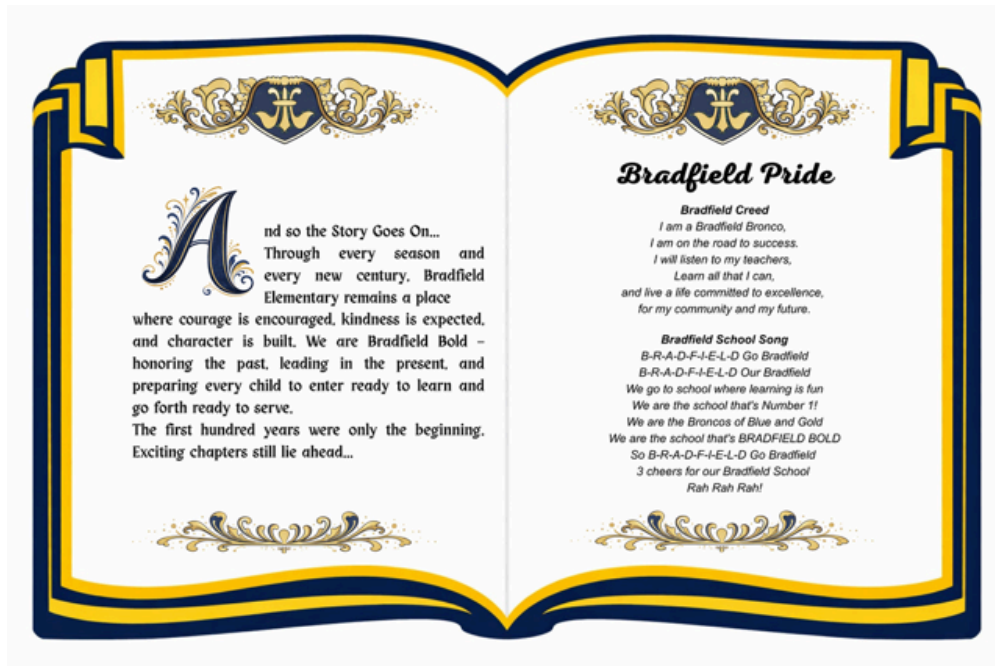 And so the Story Goes On...
Through every season and
every new century, Bradfield
Elementary remains a place
where courage is encouraged, kindness is expected,
and character is built. We are Bradfield Bold –
honoring the past, leading in the present, and
preparing every child to enter ready to learn and
go forth ready to serve.
The first hundred years were only the beginning.
Exciting chapters still lie ahead...
Bradfield Pride
Bradfield Creed
I am a Bradfield Bronco,
I am on the road to success.
I will listen to my teachers,
Learn all that I can,
and live a life committed to excellence,
for my community and my future.
Bradfield School Song
B-R-A-D-F-I-E-L-D Go Bradfield
B-R-A-D-F-I-E-L-D Our Bradfield
We go to school where learning is fun
We are the school that's Number 1!
We are the Broncos of Blue and Gold
We are the school that's BRADFIELD BOLD
So B-R-A-D-F-I-E-L-D Go Bradfield
3 cheers for our Bradfield School
Rah Rah Rah!